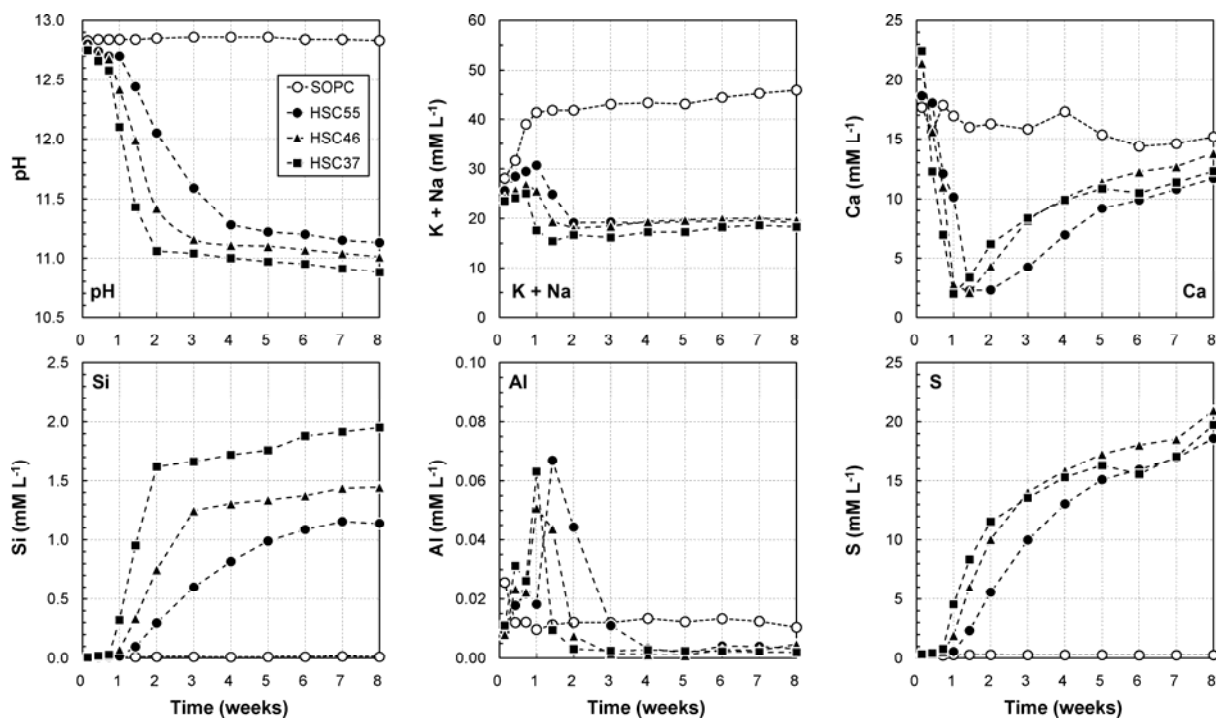 13.0
12.5
12.0
11.5
11.0
10.5
pH
SOPC
HSC55
HSC46
HSC37
pH
0 1 2 3 4 5 6 7 8
60
50
40
30
20
10
0
K + Na (mM L-1)
K + Na
0 1 2 3 4 5 6 7 8
25
20
15
10
5
0
Ca (mM L-1)
Ca
0 1 2 3 4 5 6 7 8
2.5
2.0
1.5
1.0
0.5
0.0
Si (mM L-1)
Si
0 1 2 3 4 5 6 7 8
Time (weeks)
0.10
0.08
0.06
0.04
0.02
0.00
Al (mM L-1)
Al
0 1 2 3 4 5 6 7 8
Time (weeks)
25
20
15
10
5
0
S (mM L-1)
S
0 1 2 3 4 5 6 7 8
Time (weeks)